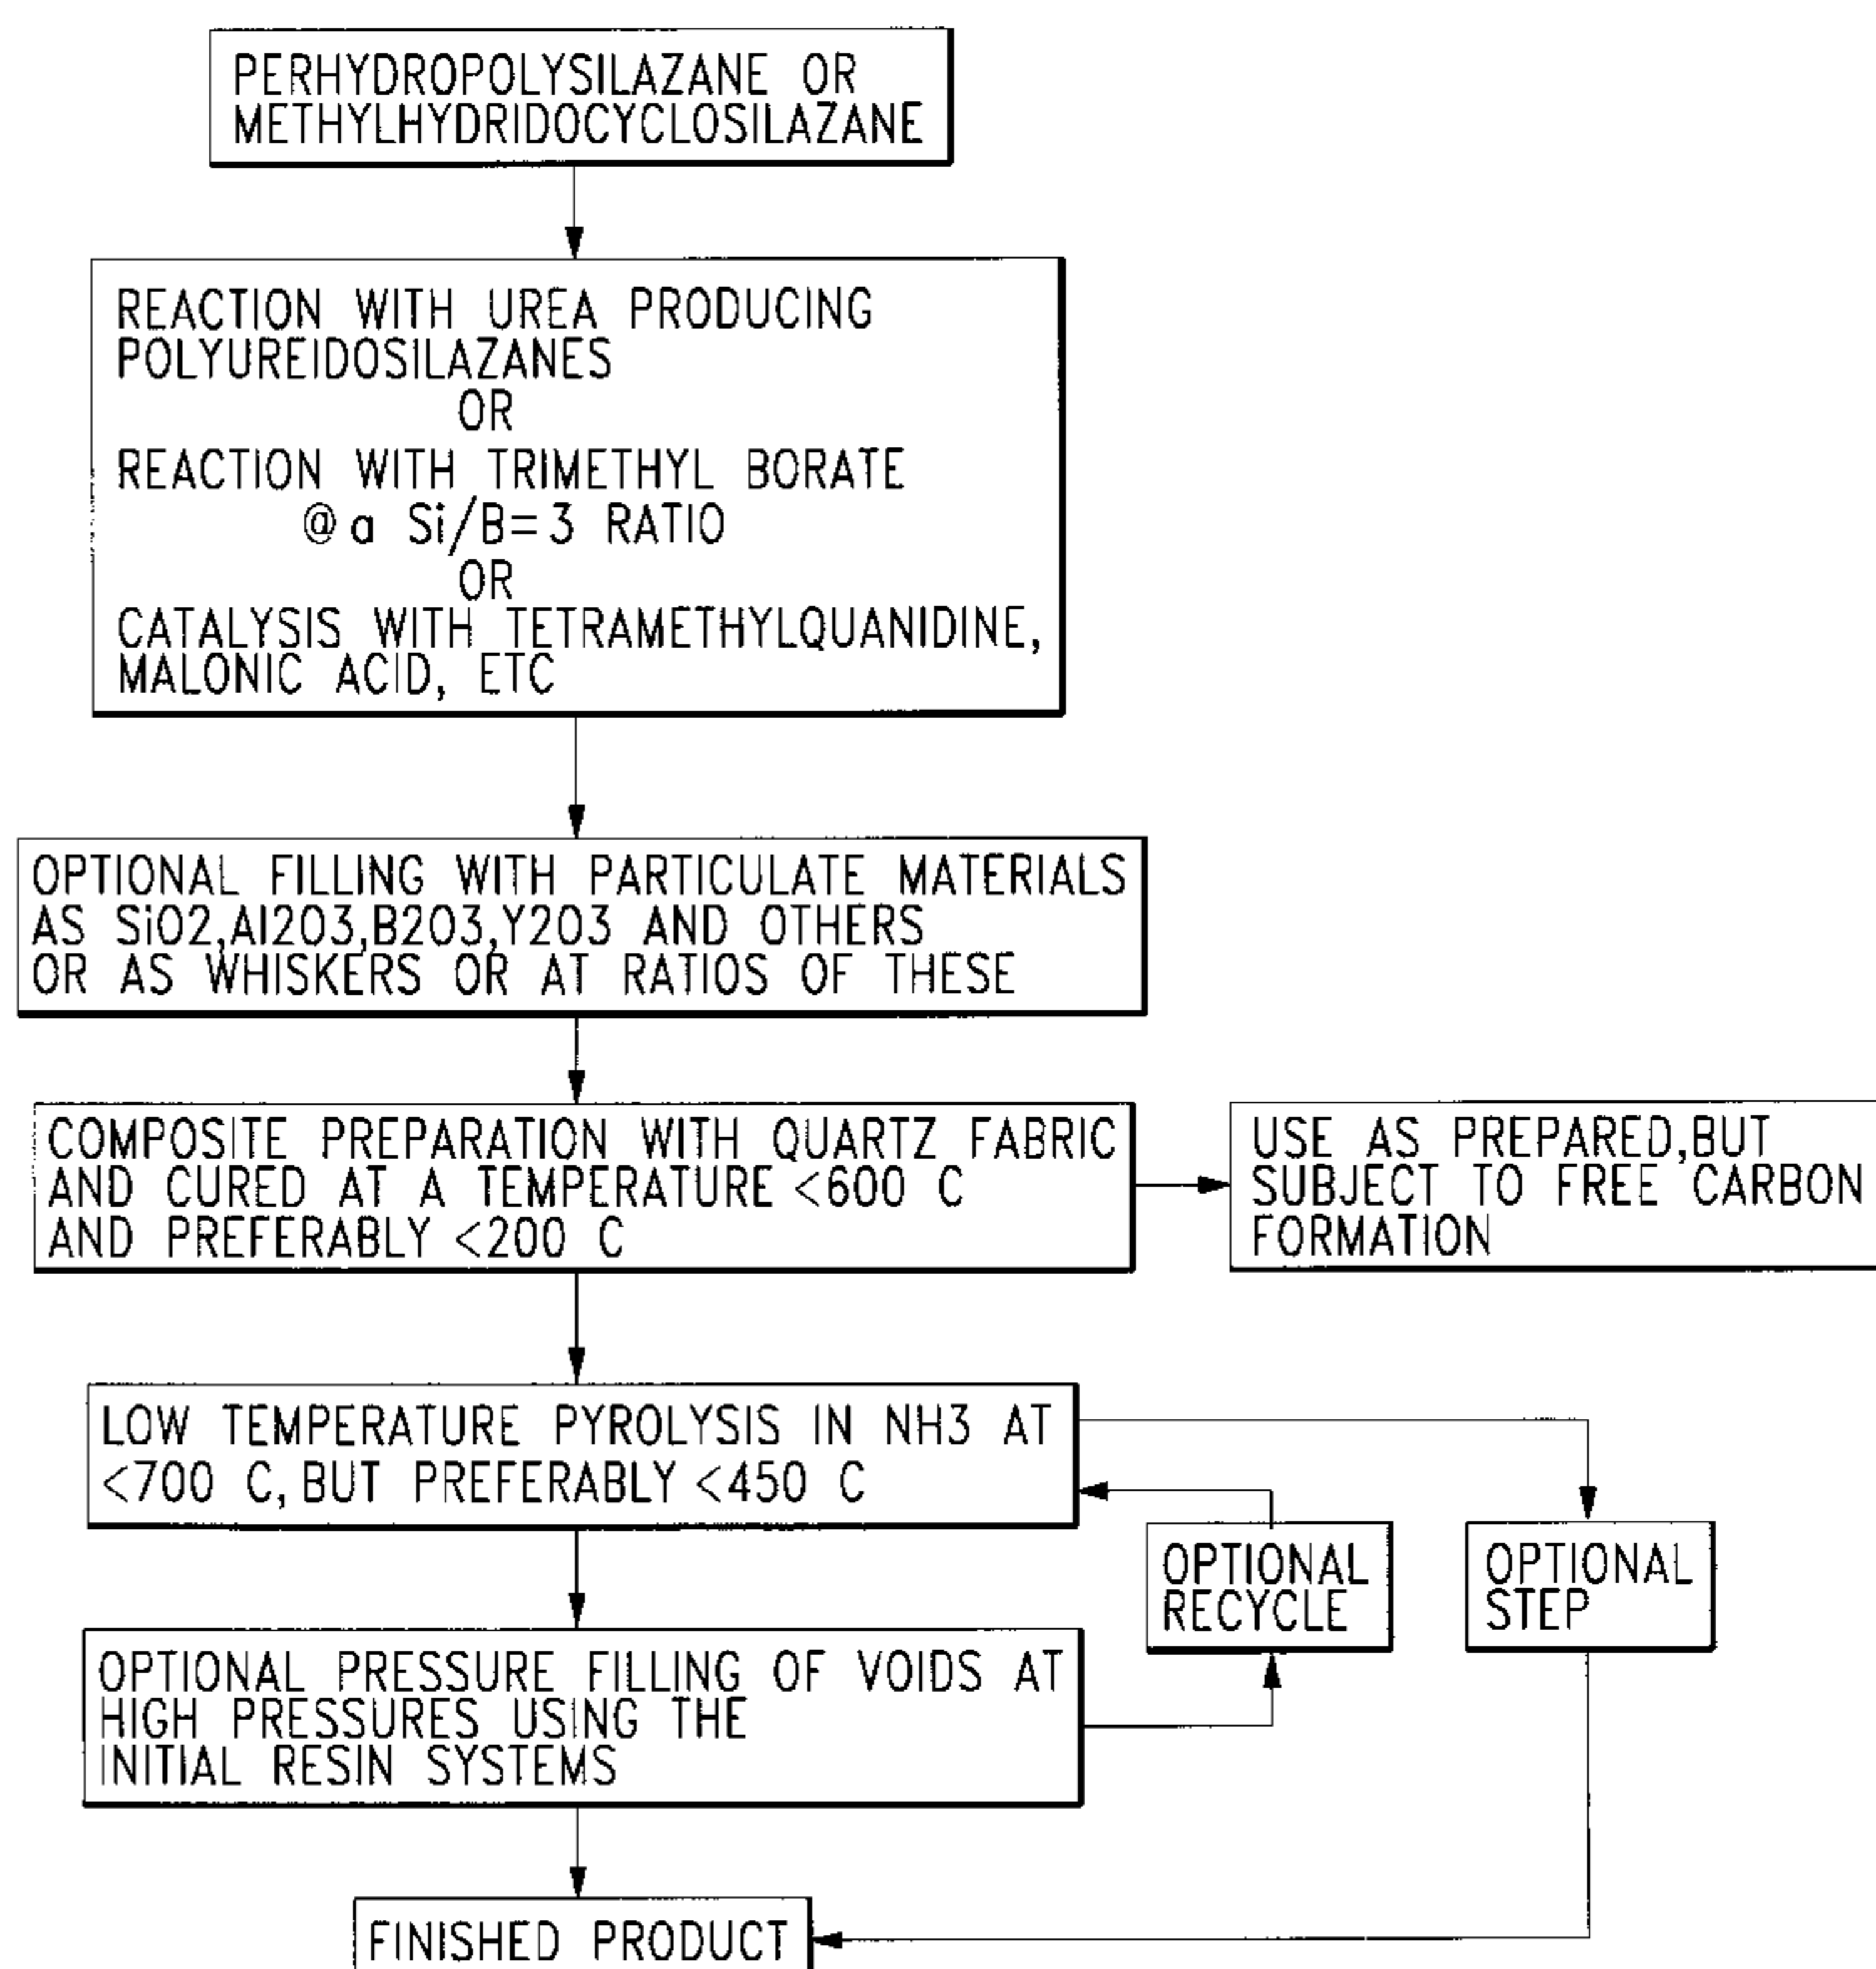 PERHYDROPOLYSILAZANE OR
METHYLHYDRIDOCYCLOSILAZANE
REACTION WITH UREA PRODUCING
POLYUREIDOSILAZANES
OR
REACTION WITH TRIMETHYL BORATE
@ a Si/B=3 RATIO
OR
CATALYSIS WITH TETRAMETHYLQUANIDINE,
MALONIC ACID, ETC
OPTIONAL FILLING WITH PARTICULATE MATERIALS
AS SiO2,Al2O3,B2O3,Y2O3 AND OTHERS
OR AS WHISKERS OR AT RATIOS OF THESE
COMPOSITE PREPARATION WITH QUARTZ FABRIC
AND CURED AT A TEMPERATURE <600 C
AND PREFERABLY <200 C
USE AS PREPARED,BUT
SUBJECT TO FREE CARBON
FORMATION
LOW TEMPERATURE PYROLYSIS IN NH3 AT
<700 C, BUT PREFERABLY <450 C
OPTIONAL
RECYCLE
OPTIONAL
STEP
OPTIONAL PRESSURE FILLING OF VOIDS AT
HIGH PRESSURES USING THE
INITIAL RESIN SYSTEMS
FINISHED PRODUCT